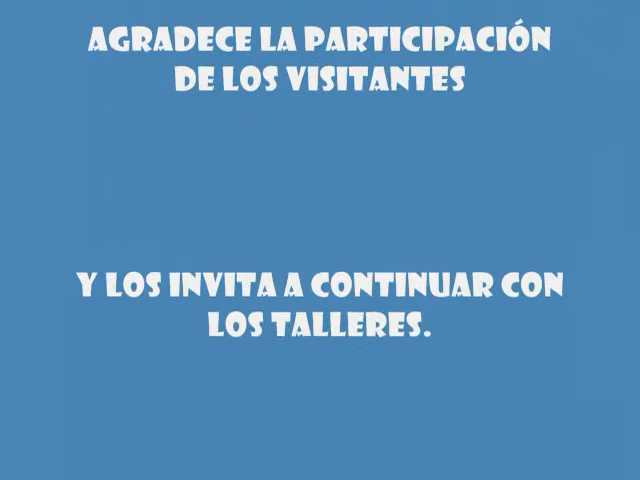 AGRADECE LA PARTICIPACIÓN
DE LOS VISITANTES
Y LOS INVITA A CONTINUAR CON
LOS TALLERES.